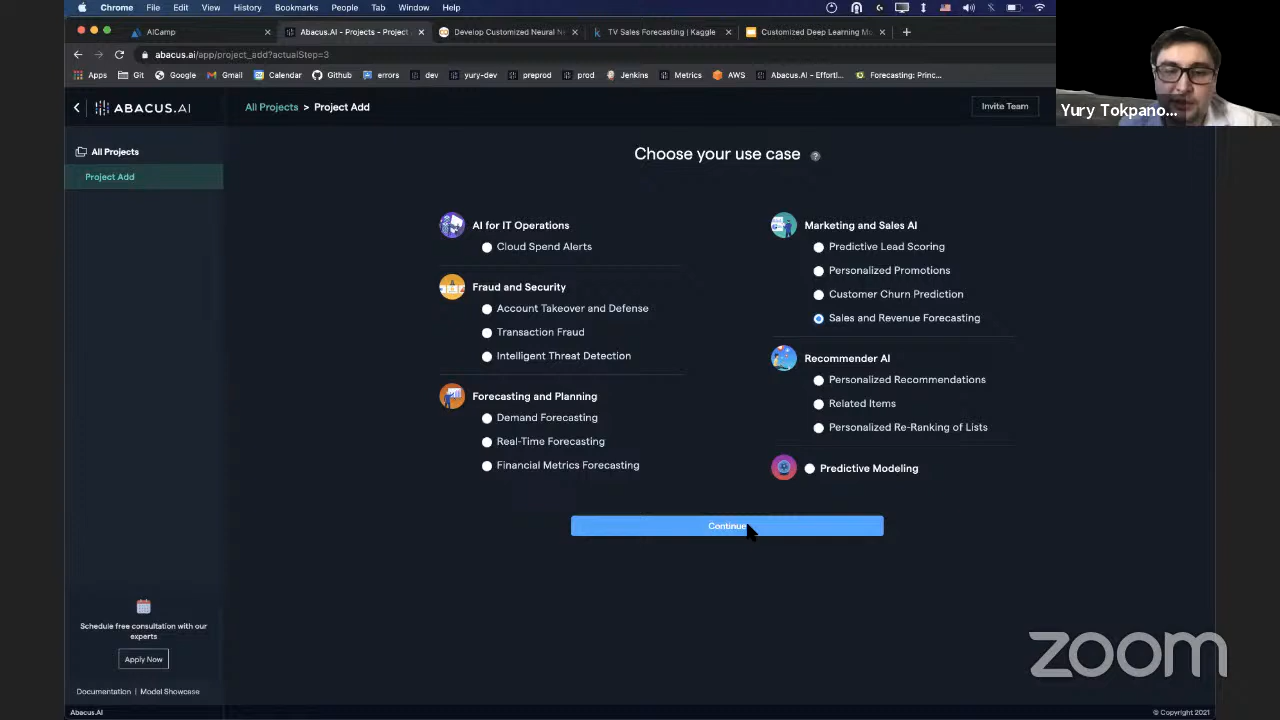 Chrome File Edit View History Bookmarks People Tab Window Help
AICamp
Abacus.AI - Projects - Project
Develop Customized Neural Ne
TV Sales Forecasting | Kaggle
Customized Deep Learning M
abacus.ai/app/project_add?actualStep=3
Apps Git Google Gmail Calendar Github errors dev yury-dev preprod prod Jenkins Metrics AWS Abacus.AI - Effortl... Forecasting: Princ...
Yury Tokpano...
ABACUS.AI
All Projects > Project Add
Invite Team
All Projects
Project Add
Choose your use case ?
AI for IT Operations
Cloud Spend Alerts
Fraud and Security
Account Takeover and Defense
Transaction Fraud
Intelligent Threat Detection
Forecasting and Planning
Demand Forecasting
Real-Time Forecasting
Financial Metrics Forecasting
Marketing and Sales AI
Predictive Lead Scoring
Personalized Promotions
Customer Churn Prediction
Sales and Revenue Forecasting
Recommender AI
Personalized Recommendations
Related Items
Personalized Re-Ranking of Lists
Predictive Modeling
Continue
Schedule free consultation with our
experts
Apply Now
Documentation | Model Showcase
Abacus.AI
© Copyright 2021
zoom